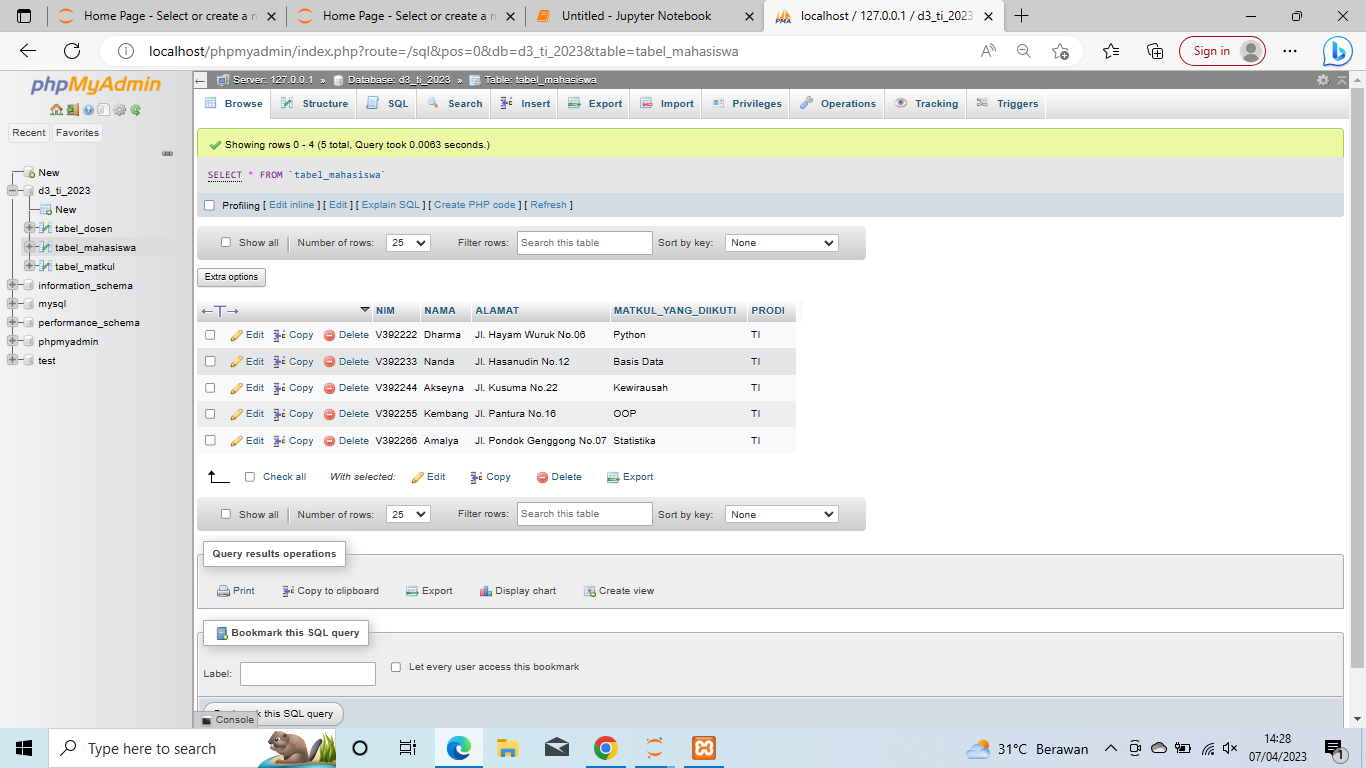 Home Page - Select or create a n
Home Page - Select or create a n
Untitled - Jupyter Notebook
localhost / 127.0.0.1 / d3_ti_2023
localhost/phpmyadmin/index.php?route=/sql&pos=0&db=d3_ti_2023&table=tabel_mahasiswa
Sign in
phpMyAdmin
Recent Favorites
New
d3_ti_2023
New
tabel_dosen
tabel_mahasiswa
tabel_matkul
information_schema
mysql
performance_schema
phpmyadmin
test
Server: 127.0.0.1 » Database: d3_ti_2023 » Table: tabel_mahasiswa
Browse Structure SQL Search Insert Export Import Privileges Operations Tracking Triggers
Showing rows 0 - 4 (5 total, Query took 0.0063 seconds.)
SELECT * FROM `tabel_mahasiswa`
Profiling [ Edit inline ] [ Edit ] [ Explain SQL ] [ Create PHP code ] [ Refresh ]
Show all | Number of rows: 25 Filter rows: Search this table Sort by key: None
Extra options
NIM NAMA ALAMAT MATKUL_YANG_DIIKUTI PRODI
Edit Copy Delete V392222 Dharma Jl. Hayam Wuruk No.06 Python TI
Edit Copy Delete V392233 Nanda Jl. Hasanudin No.12 Basis Data TI
Edit Copy Delete V392244 Akseyna Jl. Kusuma No.22 Kewirausah TI
Edit Copy Delete V392255 Kembang Jl. Pantura No.16 OOP TI
Edit Copy Delete V392266 Amalya Jl. Pondok Genggong No.07 Statistika TI
Check all With selected: Edit Copy Delete Export
Show all | Number of rows: 25 Filter rows: Search this table Sort by key: None
Query results operations
Print Copy to clipboard Export Display chart Create view
Bookmark this SQL query
Label: Let every user access this bookmark
k this SQL query
Console
Type here to search
31°C Berawan
14:28
07/04/2023
1